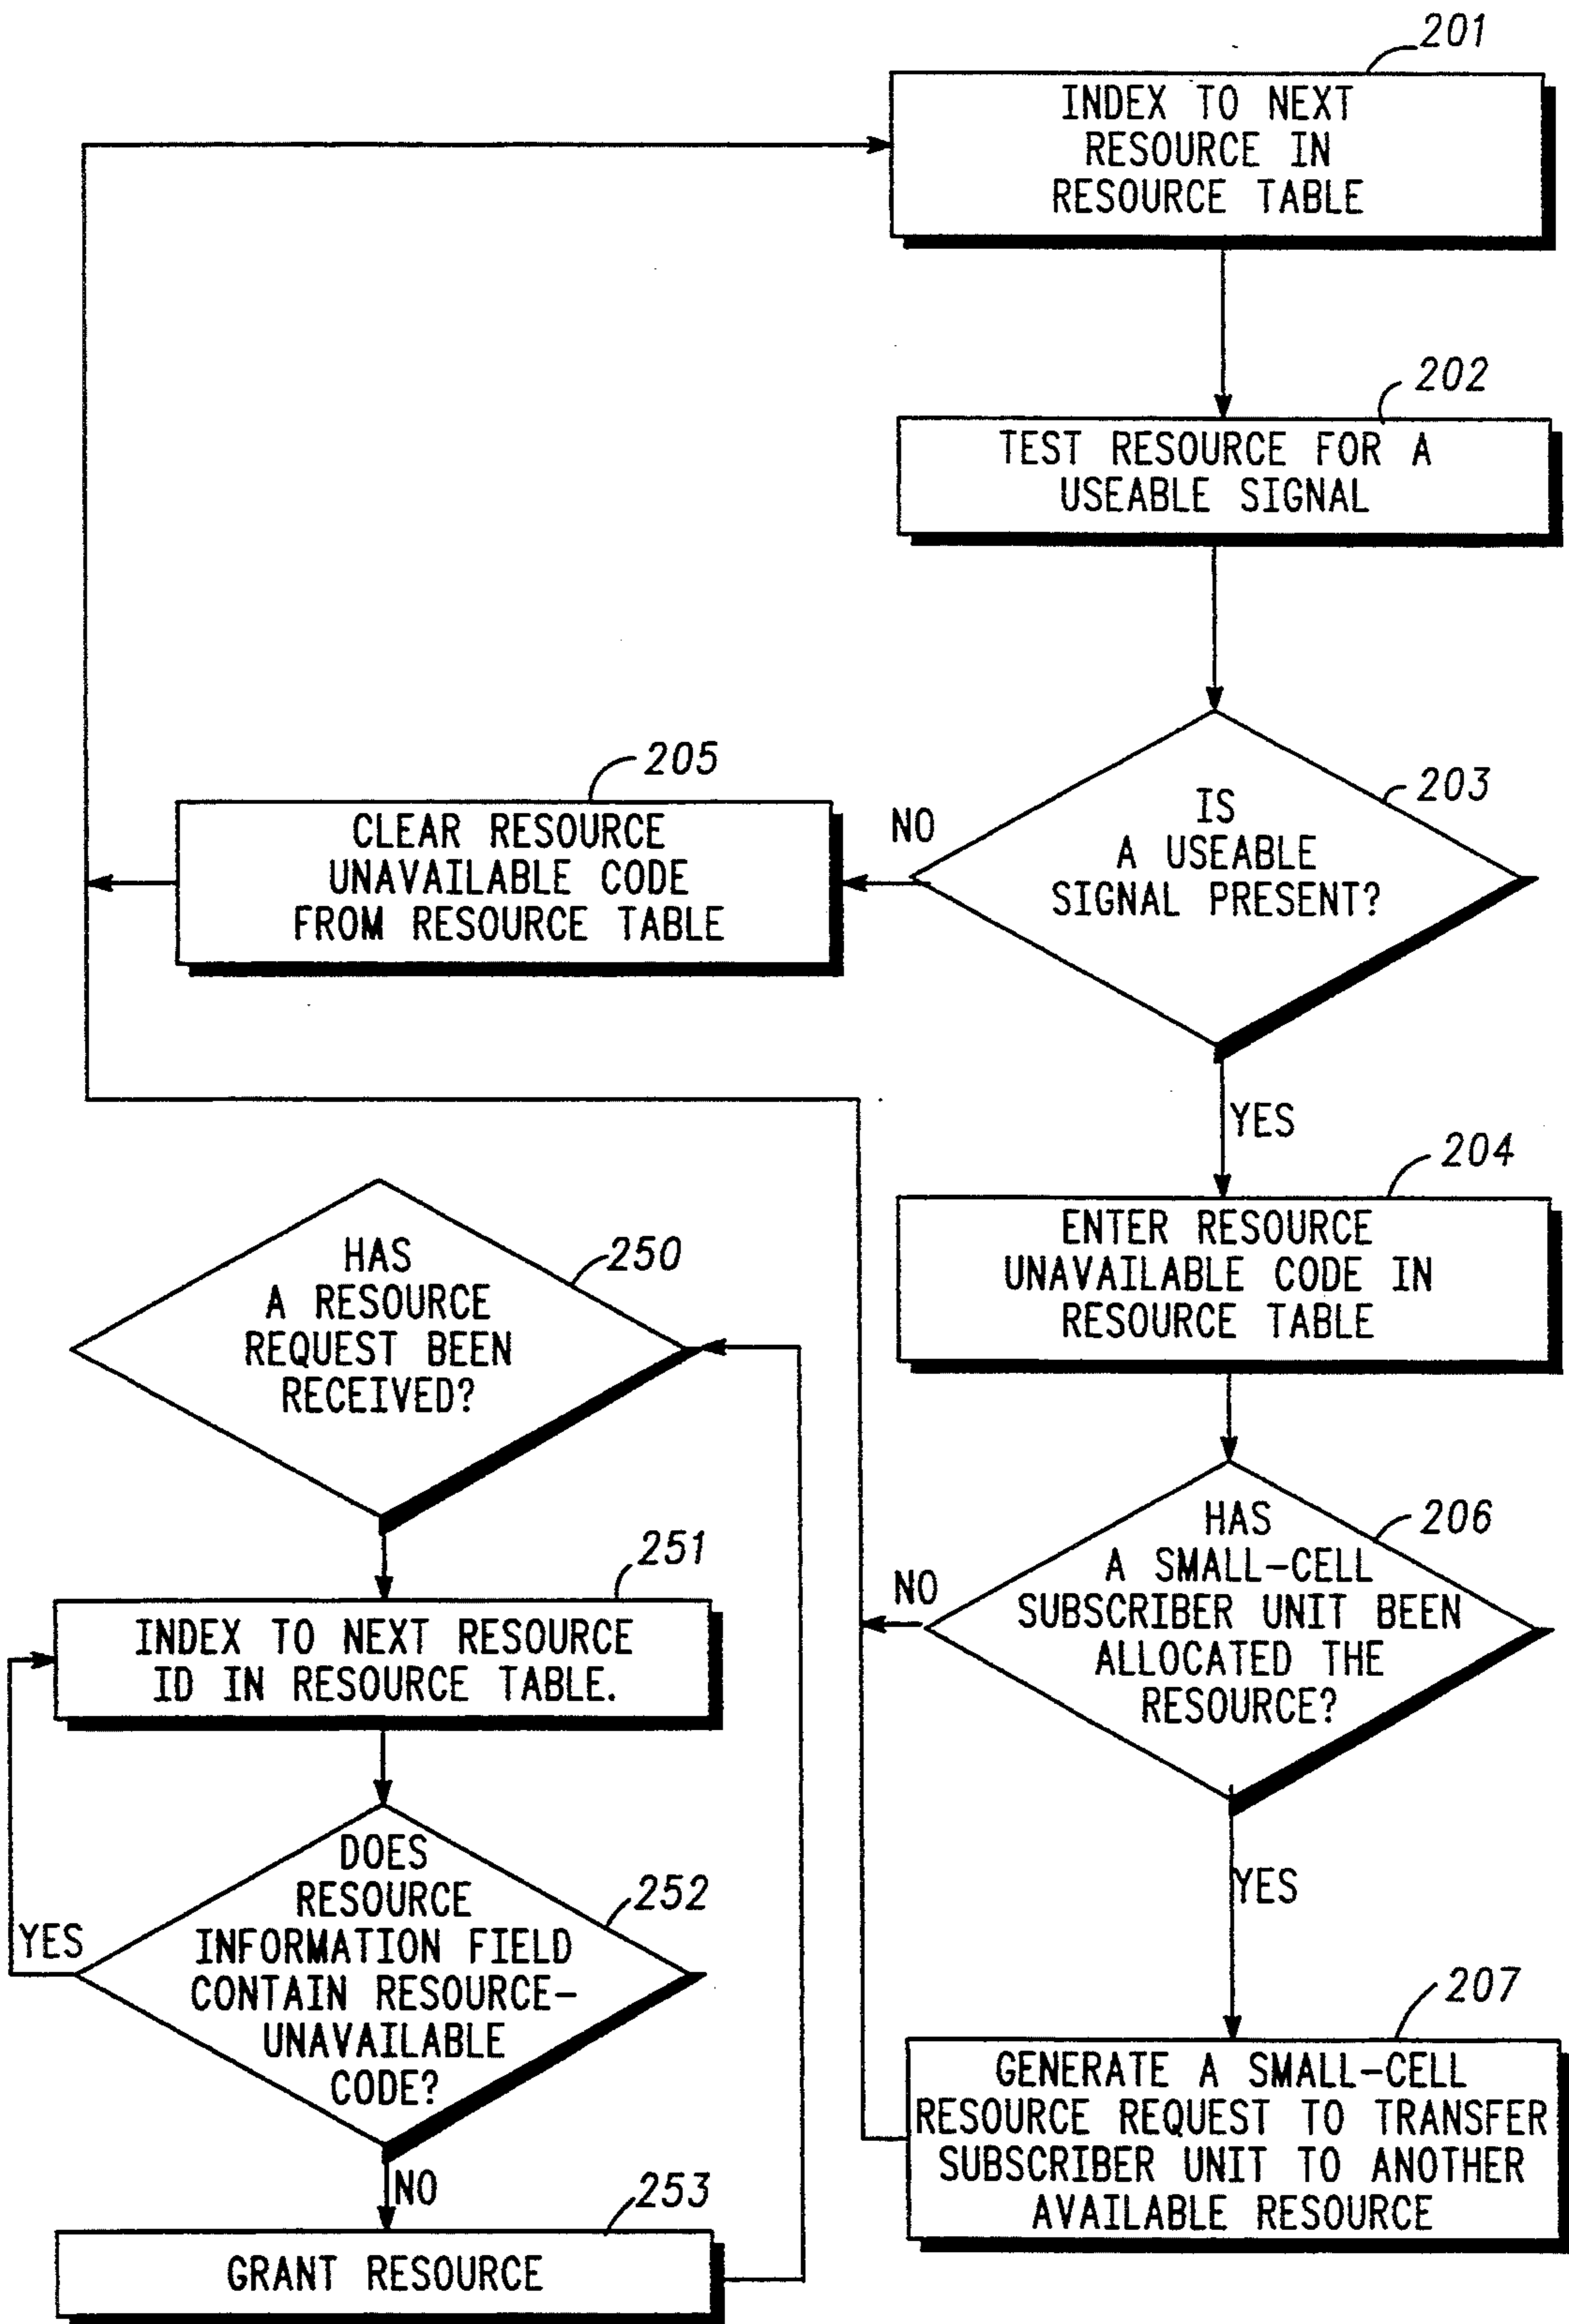 201
INDEX TO NEXT
RESOURCE IN
RESOURCE TABLE
202
TEST RESOURCE FOR A
USEABLE SIGNAL
203
IS
A USEABLE
SIGNAL PRESENT?
NO
205
CLEAR RESOURCE
UNAVAILABLE CODE
FROM RESOURCE TABLE
YES
204
ENTER RESOURCE
UNAVAILABLE CODE IN
RESOURCE TABLE
206
HAS
A SMALL-CELL
SUBSCRIBER UNIT BEEN
ALLOCATED THE
RESOURCE?
NO
YES
207
GENERATE A SMALL-CELL
RESOURCE REQUEST TO TRANSFER
SUBSCRIBER UNIT TO ANOTHER
AVAILABLE RESOURCE
250
HAS
A RESOURCE
REQUEST BEEN
RECEIVED?
251
INDEX TO NEXT RESOURCE
ID IN RESOURCE TABLE.
252
DOES
RESOURCE
INFORMATION FIELD
CONTAIN RESOURCE-
UNAVAILABLE
CODE?
YES
NO
253
GRANT RESOURCE